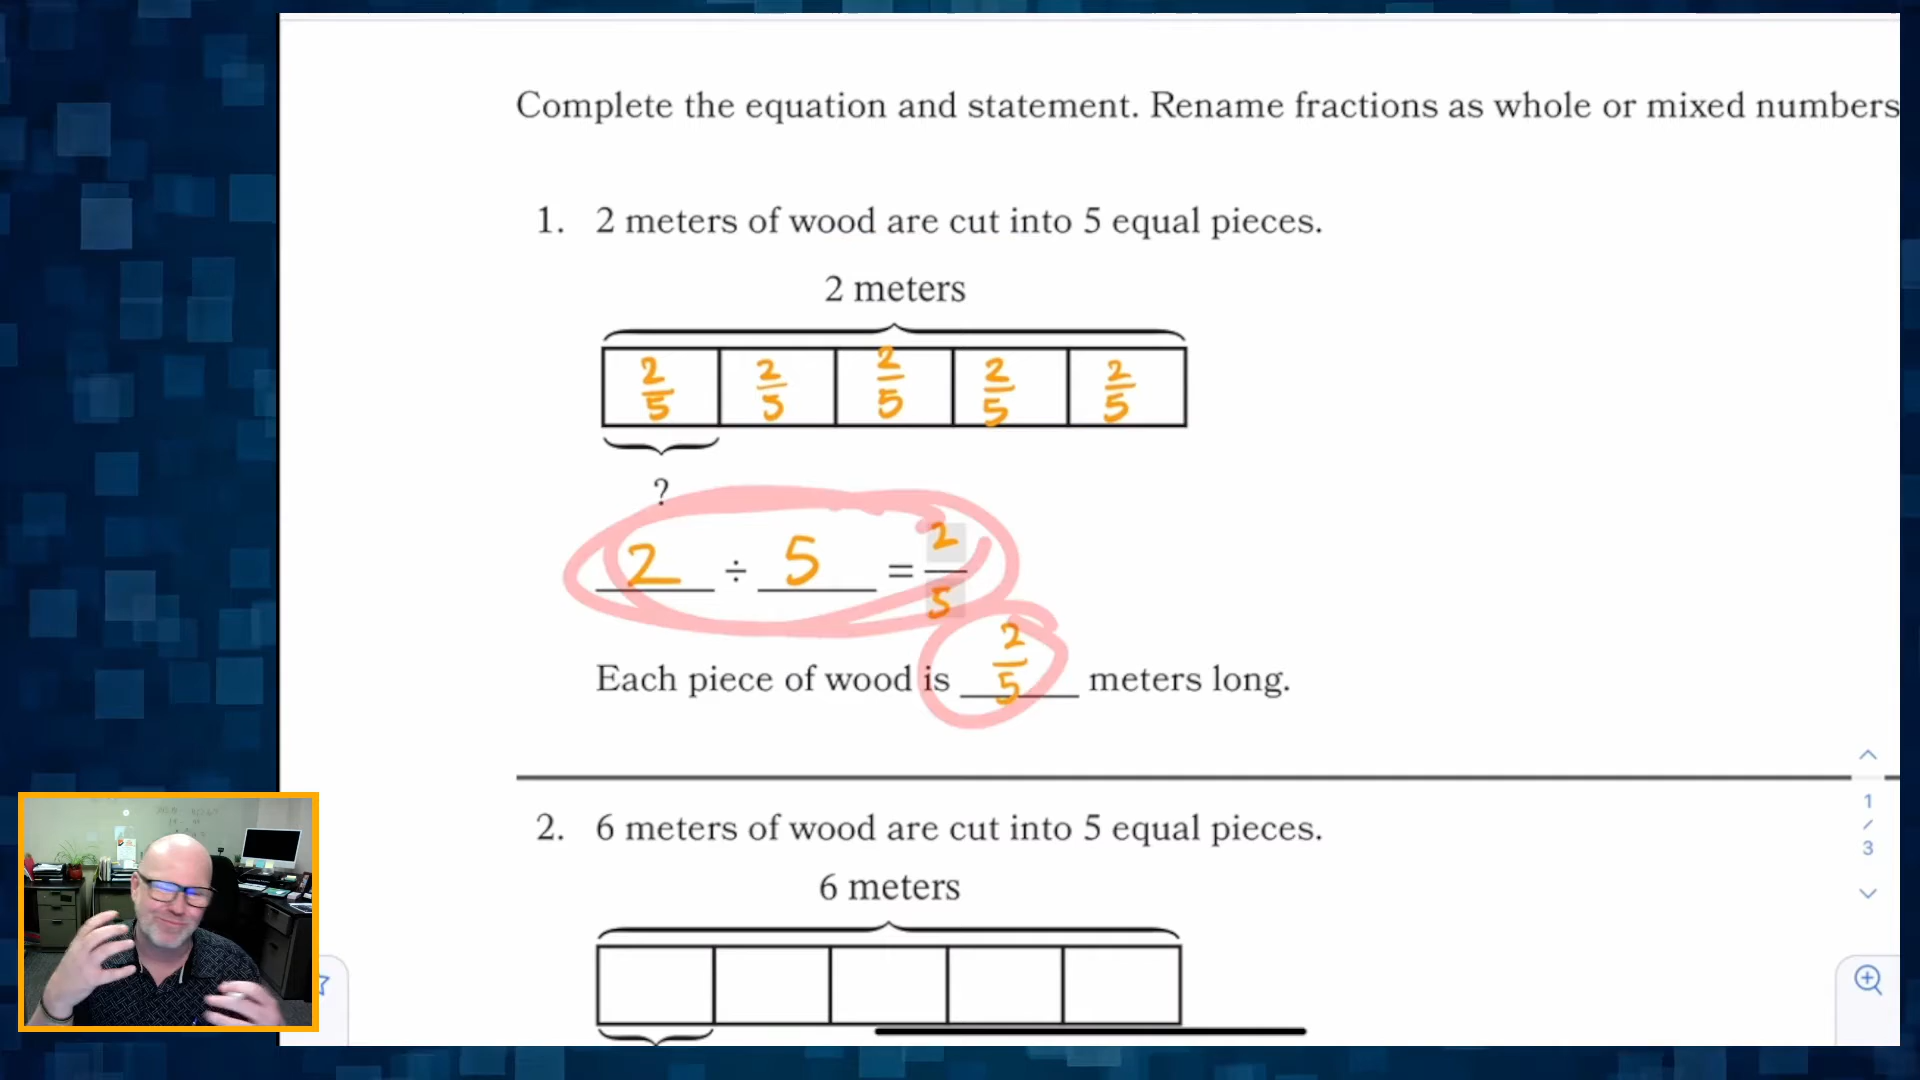 Complete the equation and statement. Rename fractions as whole or mixed numbers
1. 2 meters of wood are cut into 5 equal pieces.
2 meters
2/5 2/5 2/5 2/5 2/5
?
2 ÷ 5 = 2/5
Each piece of wood is 2/5 meters long.
2. 6 meters of wood are cut into 5 equal pieces.
6 meters
1
/
3